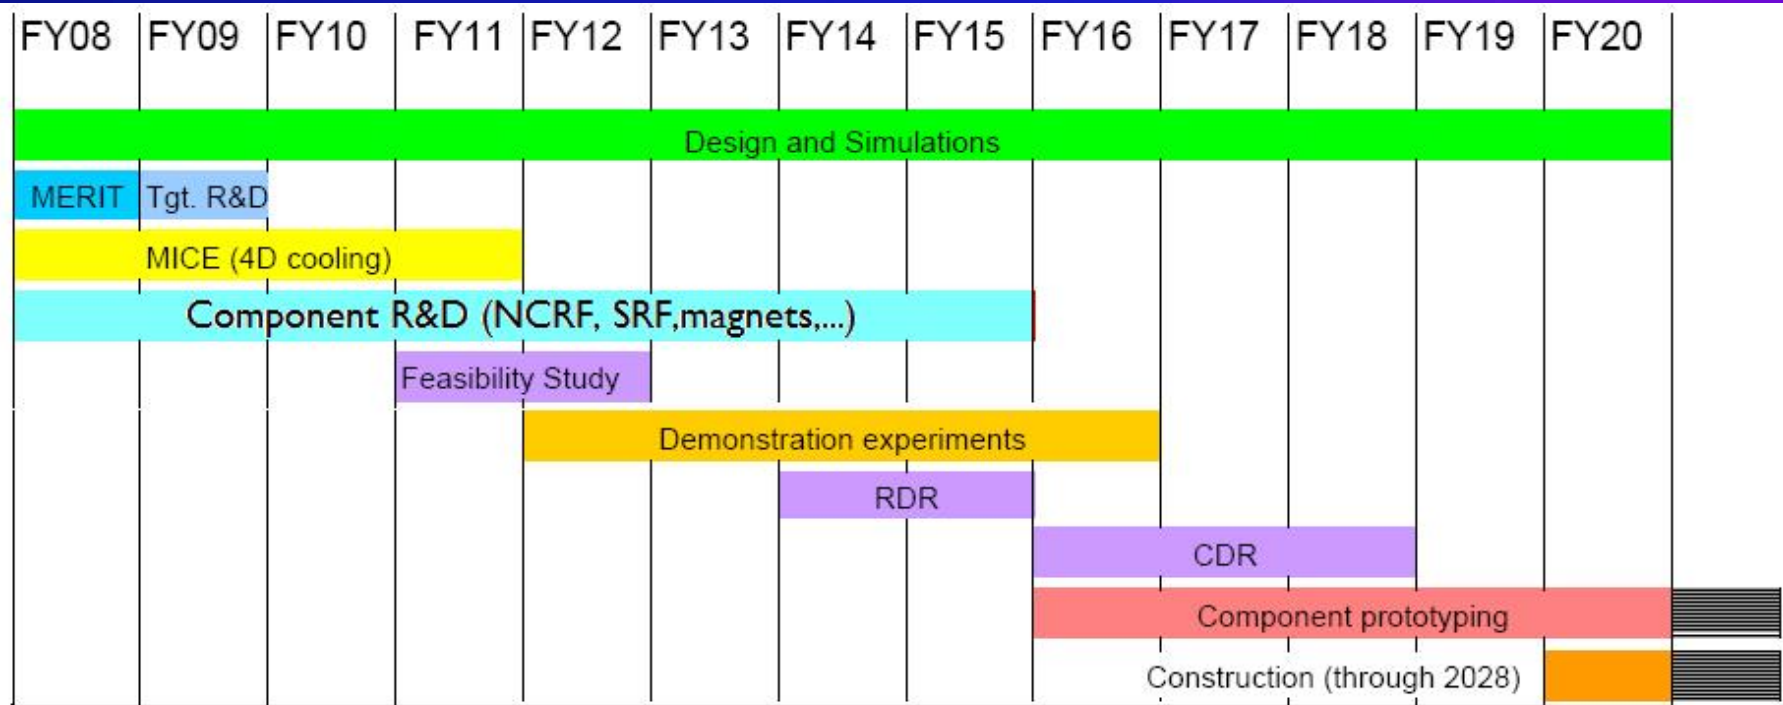 FY08 FY09 FY10 FY11 FY12 FY13 FY14 FY15 FY16 FY17 FY18 FY19 FY20
Design and Simulations
MERIT Tgt. R&D
MICE (4D cooling)
Component R&D (NCRF, SRF,magnets,...)
Feasibility Study
Demonstration experiments
RDR
CDR
Component prototyping
Construction (through 2028)